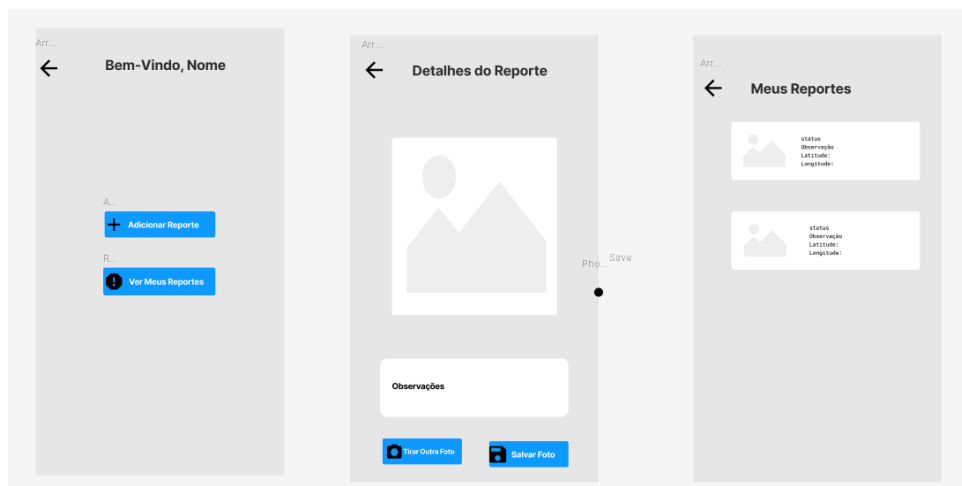 Arr...
Bem-Vindo, Nome
A...
Adicionar Reporte
R...
Ver Meus Reportes
Arr...
Detalhes do Reporte
Pho...
Save
Observações
Tirar Outra Foto
Salvar Foto
Arr...
Meus Reportes
status
Observação
Latitude:
Longitude:
status
Observação
Latitude:
Longitude: